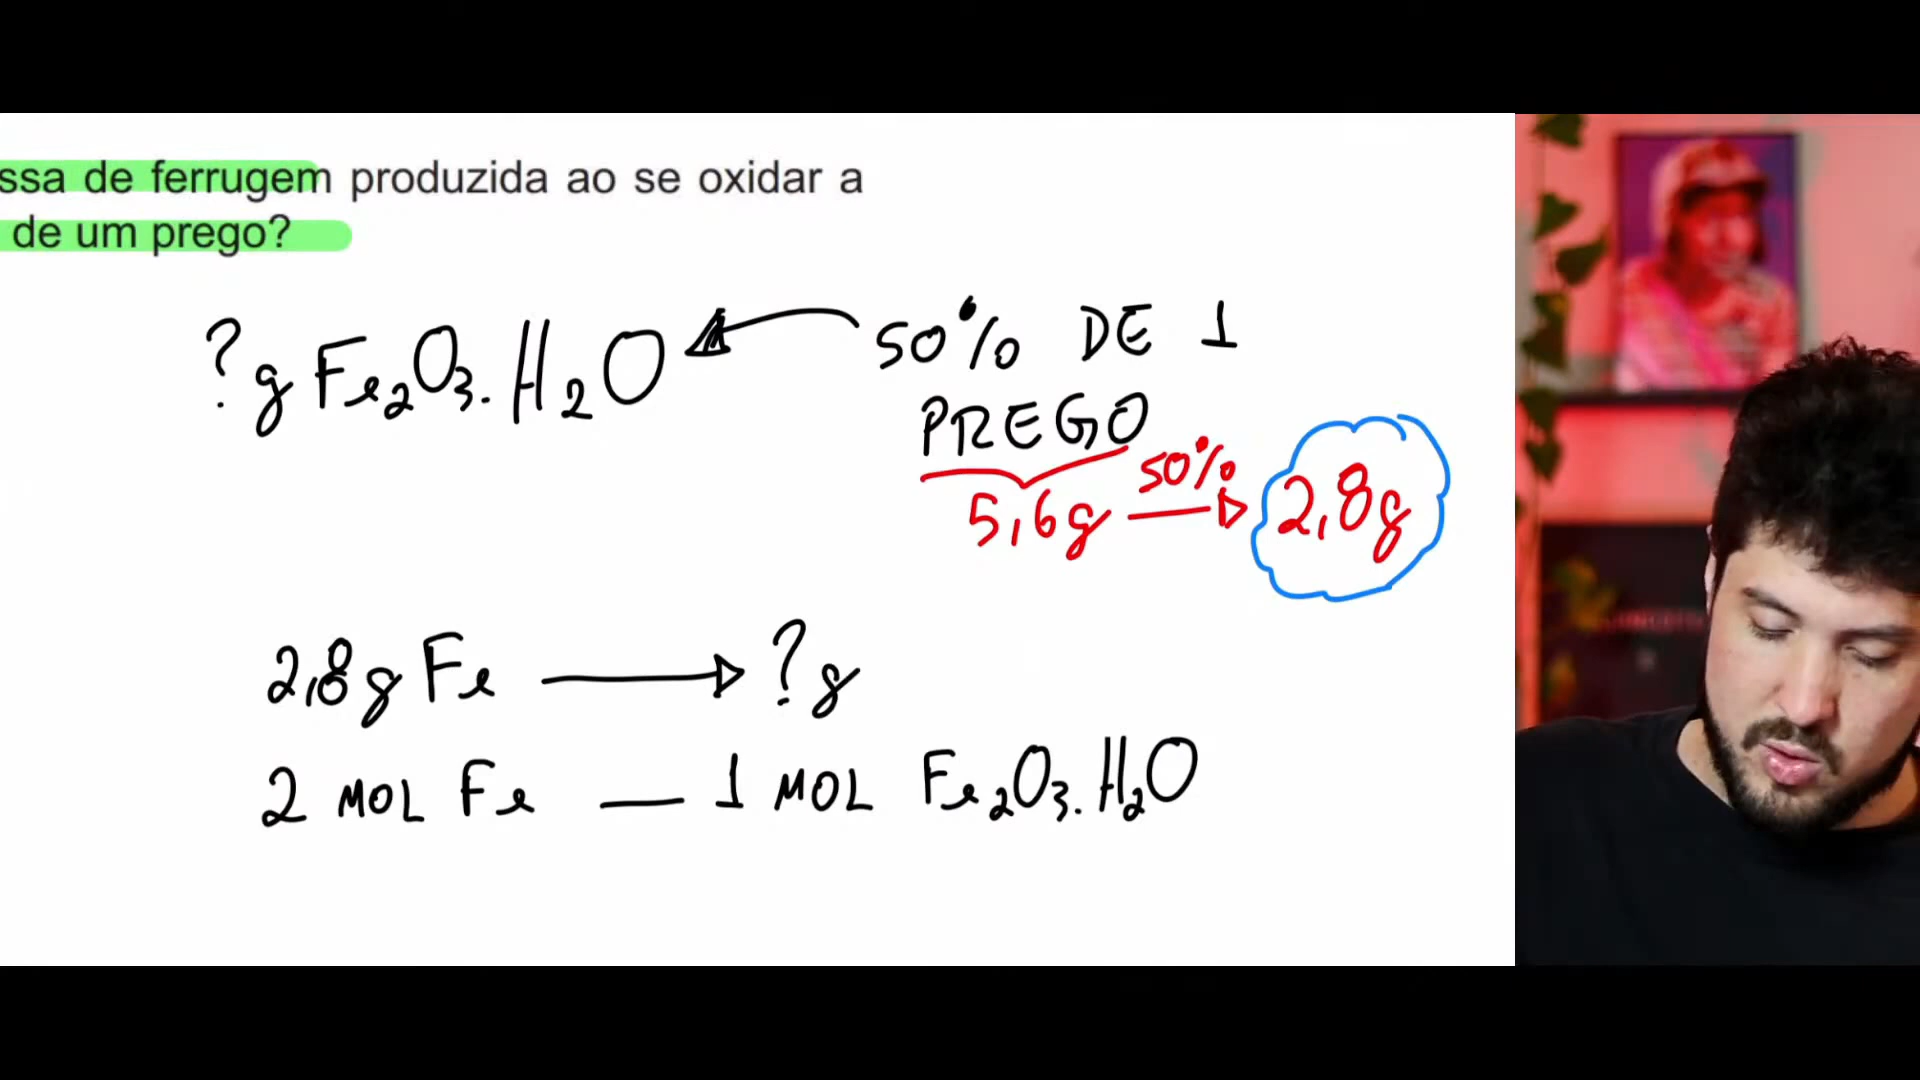 ssa de ferrugem produzida ao se oxidar a
de um prego?
?g Fe₂O₃.H₂O
50% DE 1
PREGO
5,6g
50%
2,8g
2,8g Fe → ?g
2 MOL Fe — 1 MOL Fe₂O₃.H₂O